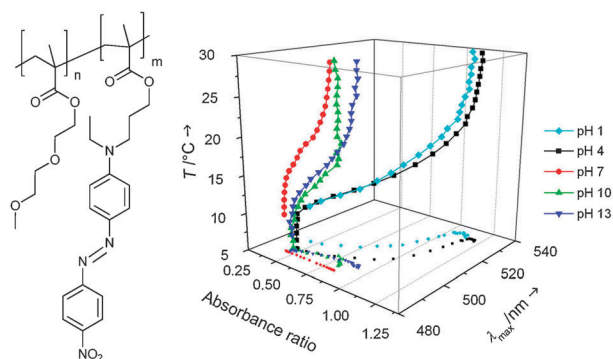 n
m
O
O
O
O
O
O
O
N
N
N
NO₂
T /°C →
30
25
20
15
10
5
0.25
0.50
0.75
1.00
1.25
Absorbance ratio
480
500
520
540
λmax/nm →
pH 1
pH 4
pH 7
pH 10
pH 13